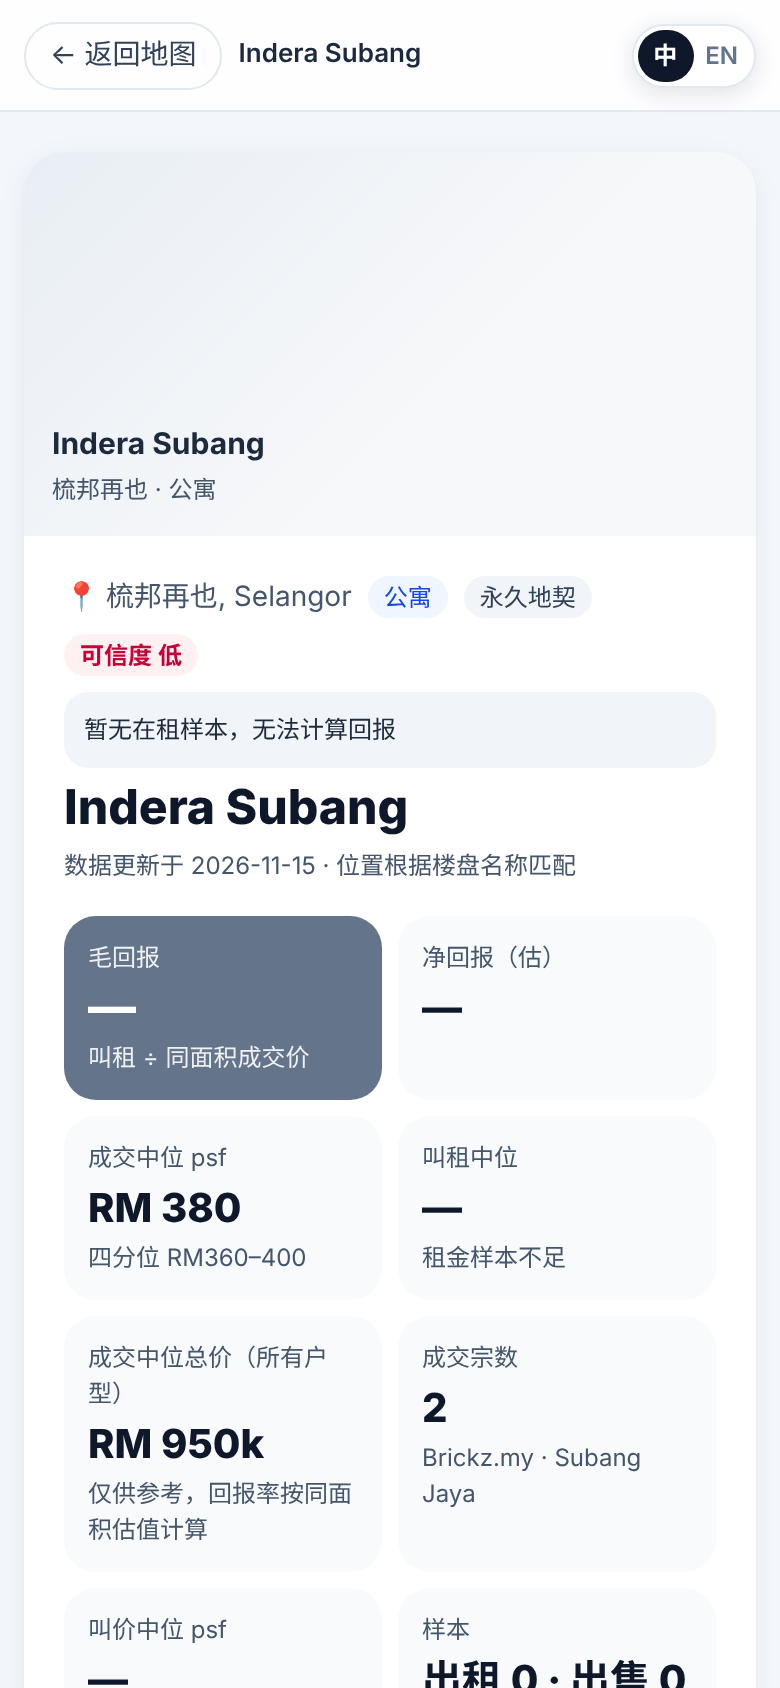 ← 返回地图
Indera Subang
中 EN
Indera Subang
梳邦再也 · 公寓
📍 梳邦再也, Selangor 公寓 永久地契
可信度 低
暂无在租样本，无法计算回报
Indera Subang
数据更新于 2026-11-15 · 位置根据楼盘名称匹配
毛回报
—
叫租 ÷ 同面积成交价
净回报（估）
—
成交中位 psf
RM 380
四分位 RM360–400
叫租中位
—
租金样本不足
成交中位总价（所有户
型）
RM 950k
仅供参考，回报率按同面
积估值计算
成交宗数
2
Brickz.my · Subang
Jaya
叫价中位 psf
—
样本
出租 0 · 出售 0